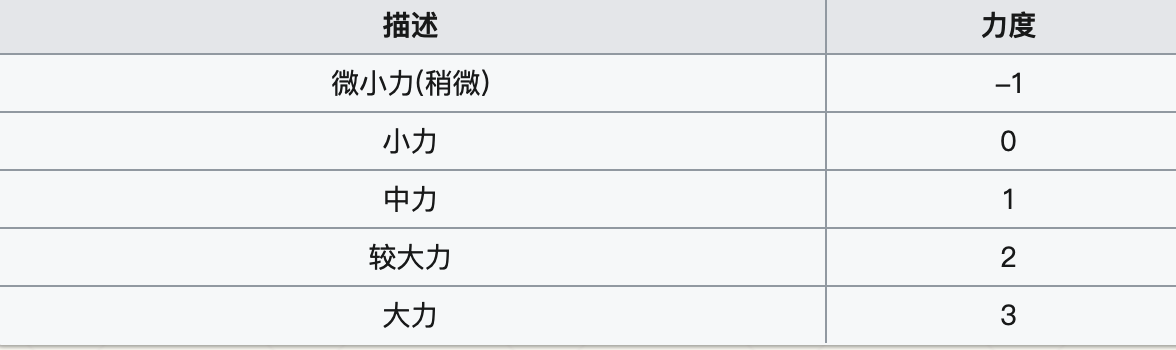 描述 力度
微小力(稍微) –1
小力 0
中力 1
较大力 2
大力 3